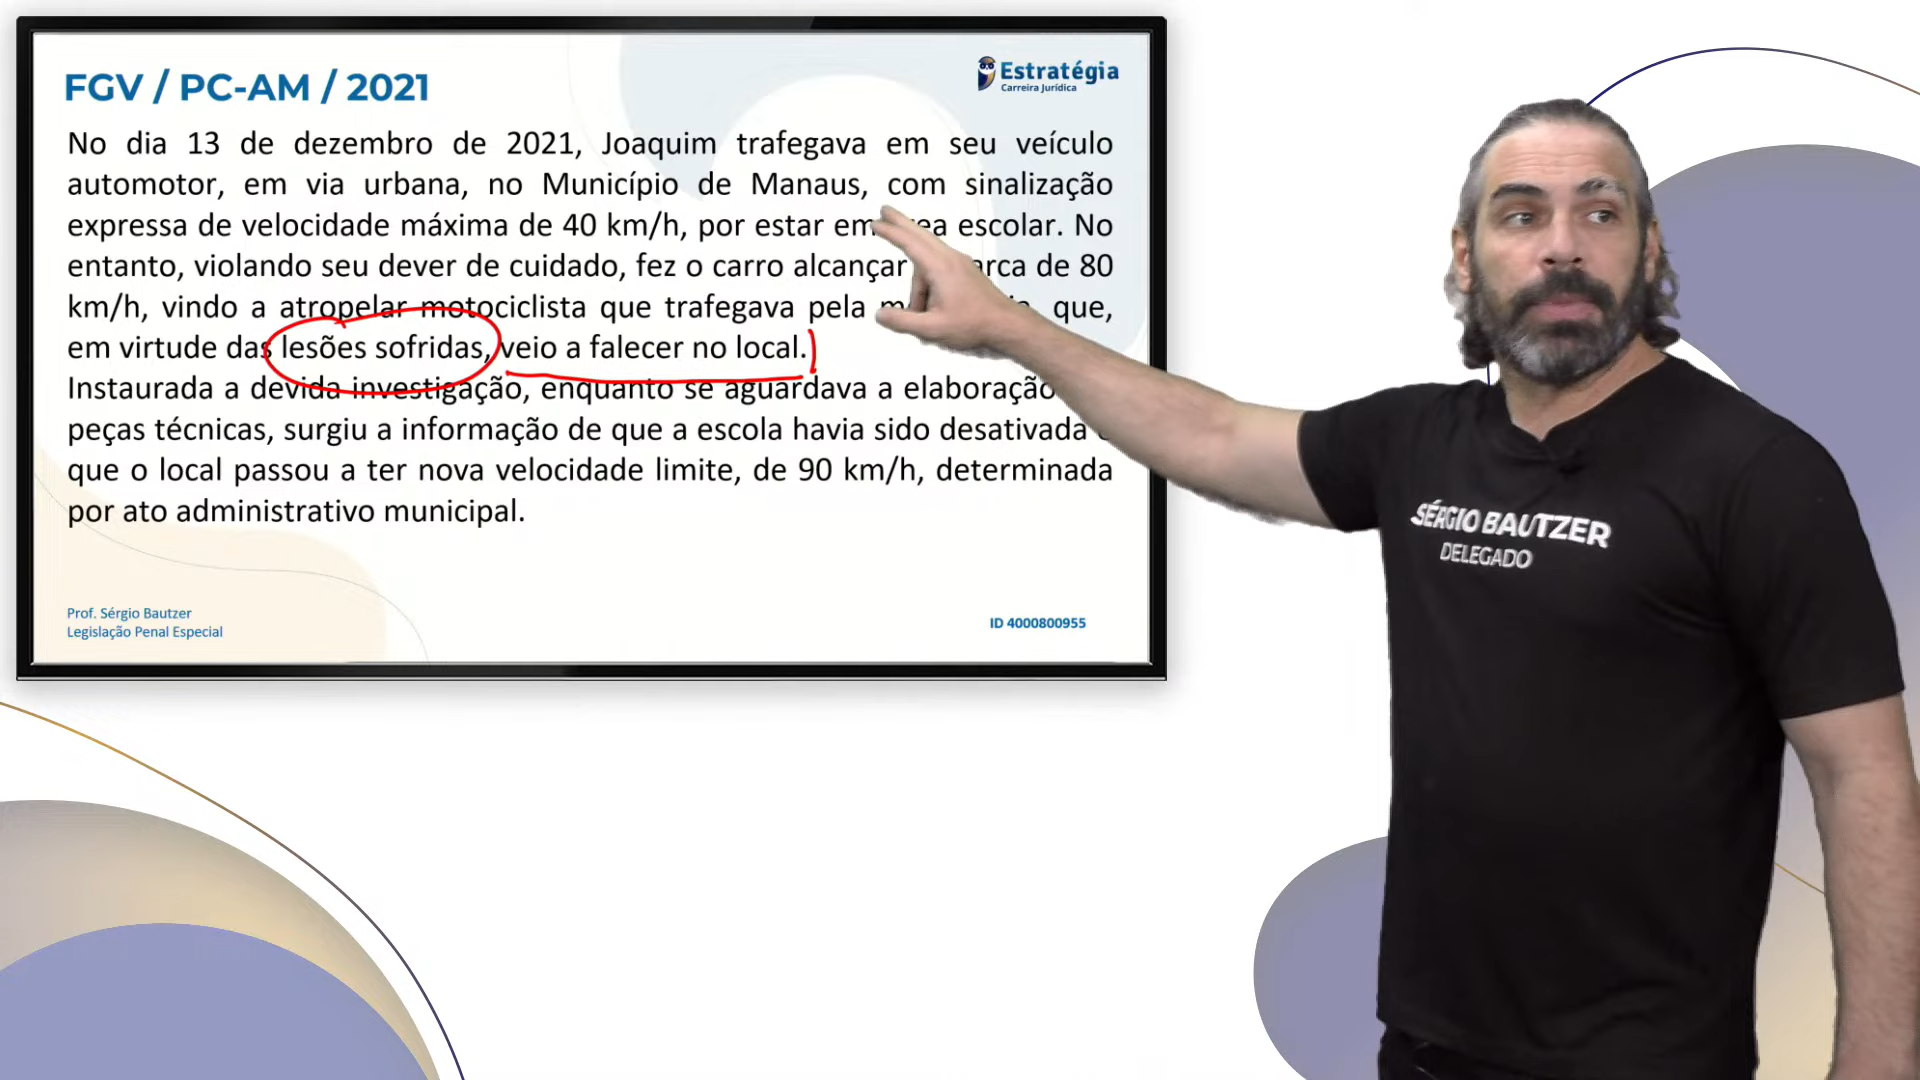 FGV / PC-AM / 2021
Estratégia
Carreira Jurídica
No dia 13 de dezembro de 2021, Joaquim trafegava em seu veículo
automotor, em via urbana, no Município de Manaus, com sinalização
expressa de velocidade máxima de 40 km/h, por estar em escolar. No
entanto, violando seu dever de cuidado, fez o carro alcançar de 80
km/h, vindo a atropelar motociclista que trafegava pela que,
em virtude das lesões sofridas, veio a falecer no local.
Instaurada a devida investigação, enquanto se aguardava a elaboração
peças técnicas, surgiu a informação de que a escola havia sido desativada
que o local passou a ter nova velocidade limite, de 90 km/h, determinada
por ato administrativo municipal.
Prof. Sérgio Bautzer
Legislação Penal Especial
ID 4000800955
SÉRGIO BAUTZER
DELEGADO